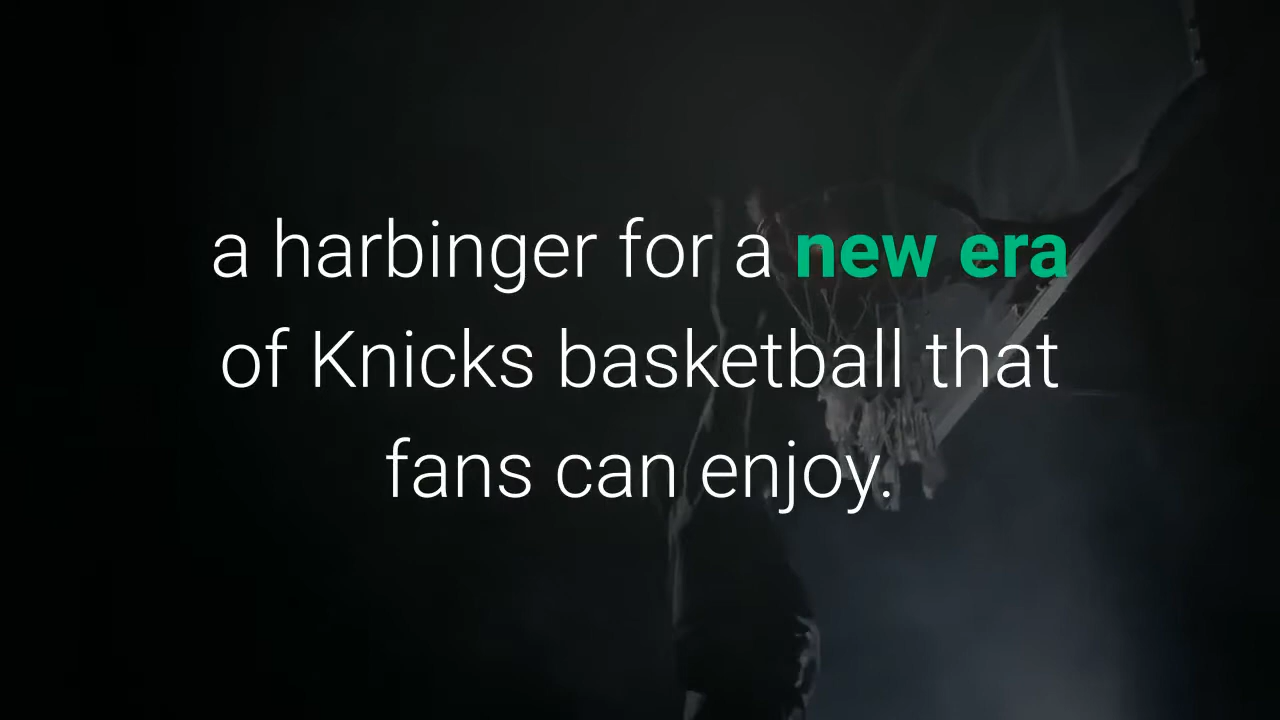 a harbinger for a new era
of Knicks basketball that
fans can enjoy.